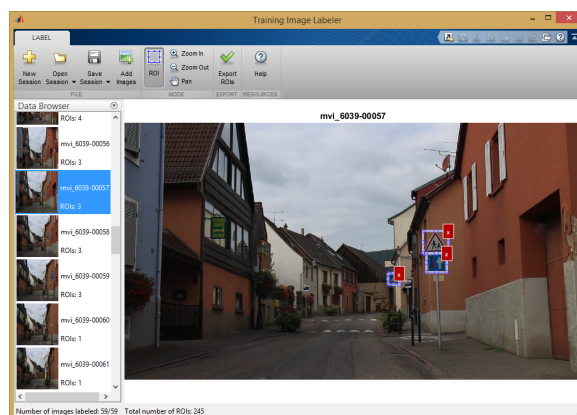 Training Image Labeler
LABEL
New Session
Open Session
Save Session
Add Images
ROI
Zoom In
Zoom Out
Pan
Export ROIs
Help
FILE
MODE
EXPORT
RESOURCES
Data Browser
ROIs: 4
mvi_6039-00056
ROIs: 3
mvi_6039-00057
ROIs: 3
mvi_6039-00058
ROIs: 3
mvi_6039-00059
ROIs: 3
mvi_6039-00060
ROIs: 1
mvi_6039-00061
ROIs: 1
mvi_6039-00057
x
x
x
Number of images labeled: 59/59 Total number of ROIs: 245